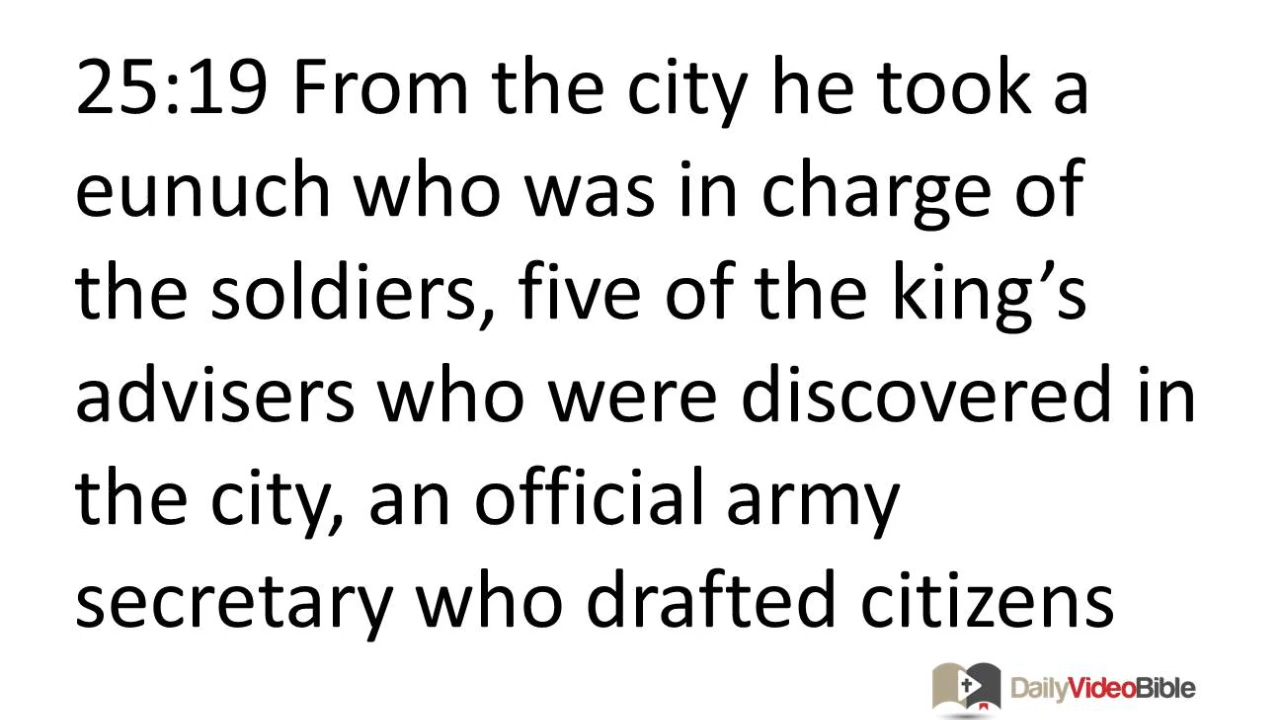 25:19 From the city he took a
eunuch who was in charge of
the soldiers, five of the king’s
advisers who were discovered in
the city, an official army
secretary who drafted citizens
DailyVideoBible